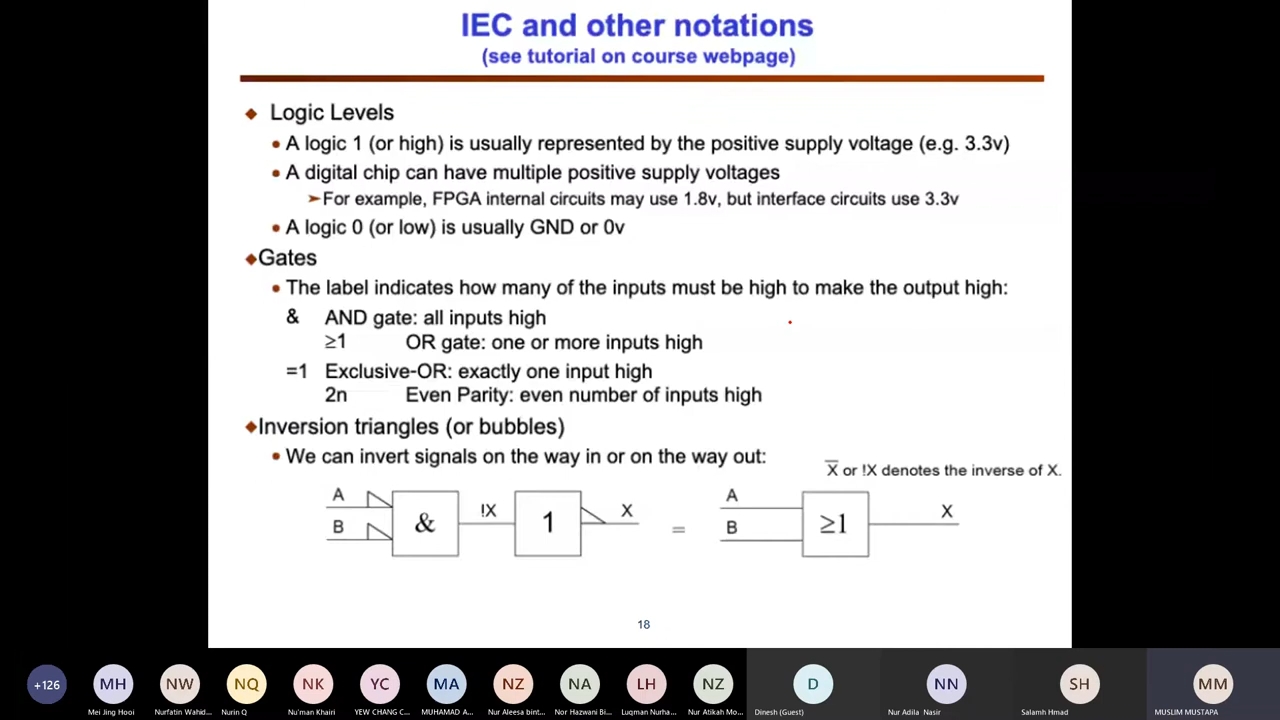 IEC and other notations
(see tutorial on course webpage)
Logic Levels
A logic 1 (or high) is usually represented by the positive supply voltage (e.g. 3.3v)
A digital chip can have multiple positive supply voltages
For example, FPGA internal circuits may use 1.8v, but interface circuits use 3.3v
A logic 0 (or low) is usually GND or 0v
Gates
The label indicates how many of the inputs must be high to make the output high:
& AND gate: all inputs high
≥1 OR gate: one or more inputs high
=1 Exclusive-OR: exactly one input high
2n Even Parity: even number of inputs high
Inversion triangles (or bubbles)
We can invert signals on the way in or on the way out:
X̅ or !X denotes the inverse of X.
A
B
&
!X
1
X
=
A
B
≥1
X
18
+126
MH
NW
NQ
NK
YC
MA
NZ
NA
LH
NZ
D
NN
SH
MM
Mei Jing Hooi
Nurfatin Wahid...
Nurin Q
Nu'man Khairi
YEW CHANG C...
MUHAMAD A...
Nur Aleesa bint...
Nor Hazwani Bi...
Luqman Nurha...
Nur Atikah Mo...
Dinesh (Guest)
Nur Adila Nasir
Salamh Hmad
MUSLIM MUSTAPA